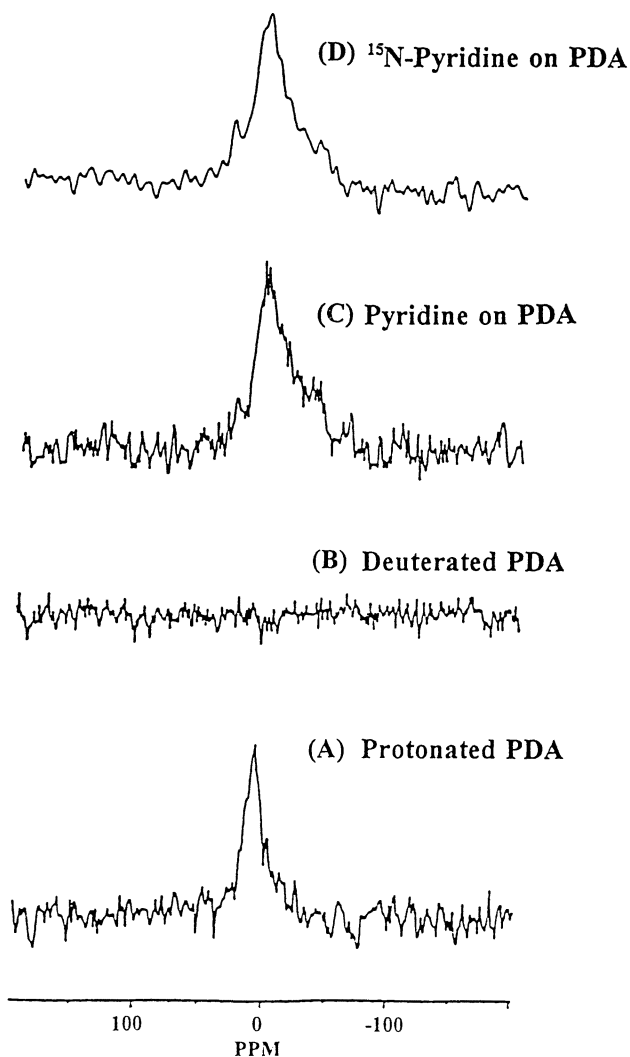 (D) ¹⁵N-Pyridine on PDA
(C) Pyridine on PDA
(B) Deuterated PDA
(A) Protonated PDA
100 0 -100
PPM